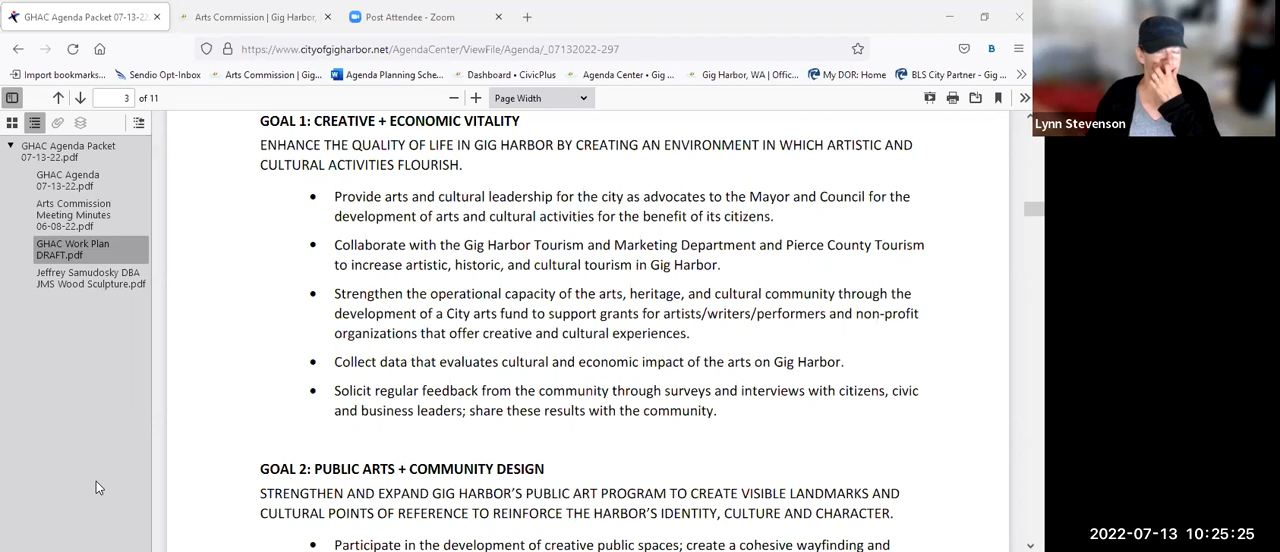 GHAC Agenda Packet 07-13-22.
Arts Commission | Gig Harbor,
Post Attendee - Zoom
https://www.cityofgigharbor.net/AgendaCenter/ViewFile/Agenda/_07132022-297
Import bookmarks...
Sendio Opt-Inbox
Arts Commission | Gig...
Agenda Planning Sche...
Dashboard • CivicPlus
Agenda Center • Gig ...
Gig Harbor, WA | Offic...
My DOR: Home
BLS City Partner - Gig ...
3 of 11
Page Width
GHAC Agenda Packet
07-13-22.pdf
GHAC Agenda
07-13-22.pdf
Arts Commission
Meeting Minutes
06-08-22.pdf
GHAC Work Plan
DRAFT.pdf
Jeffrey Samudosky DBA
JMS Wood Sculpture.pdf
GOAL 1: CREATIVE + ECONOMIC VITALITY
ENHANCE THE QUALITY OF LIFE IN GIG HARBOR BY CREATING AN ENVIRONMENT IN WHICH ARTISTIC AND
CULTURAL ACTIVITIES FLOURISH.
• Provide arts and cultural leadership for the city as advocates to the Mayor and Council for the
development of arts and cultural activities for the benefit of its citizens.
• Collaborate with the Gig Harbor Tourism and Marketing Department and Pierce County Tourism
to increase artistic, historic, and cultural tourism in Gig Harbor.
• Strengthen the operational capacity of the arts, heritage, and cultural community through the
development of a City arts fund to support grants for artists/writers/performers and non-profit
organizations that offer creative and cultural experiences.
• Collect data that evaluates cultural and economic impact of the arts on Gig Harbor.
• Solicit regular feedback from the community through surveys and interviews with citizens, civic
and business leaders; share these results with the community.
GOAL 2: PUBLIC ARTS + COMMUNITY DESIGN
STRENGTHEN AND EXPAND GIG HARBOR'S PUBLIC ART PROGRAM TO CREATE VISIBLE LANDMARKS AND
CULTURAL POINTS OF REFERENCE TO REINFORCE THE HARBOR'S IDENTITY, CULTURE AND CHARACTER.
• Participate in the development of creative public spaces; create a cohesive wayfinding and
Lynn Stevenson
2022-07-13 10:25:25